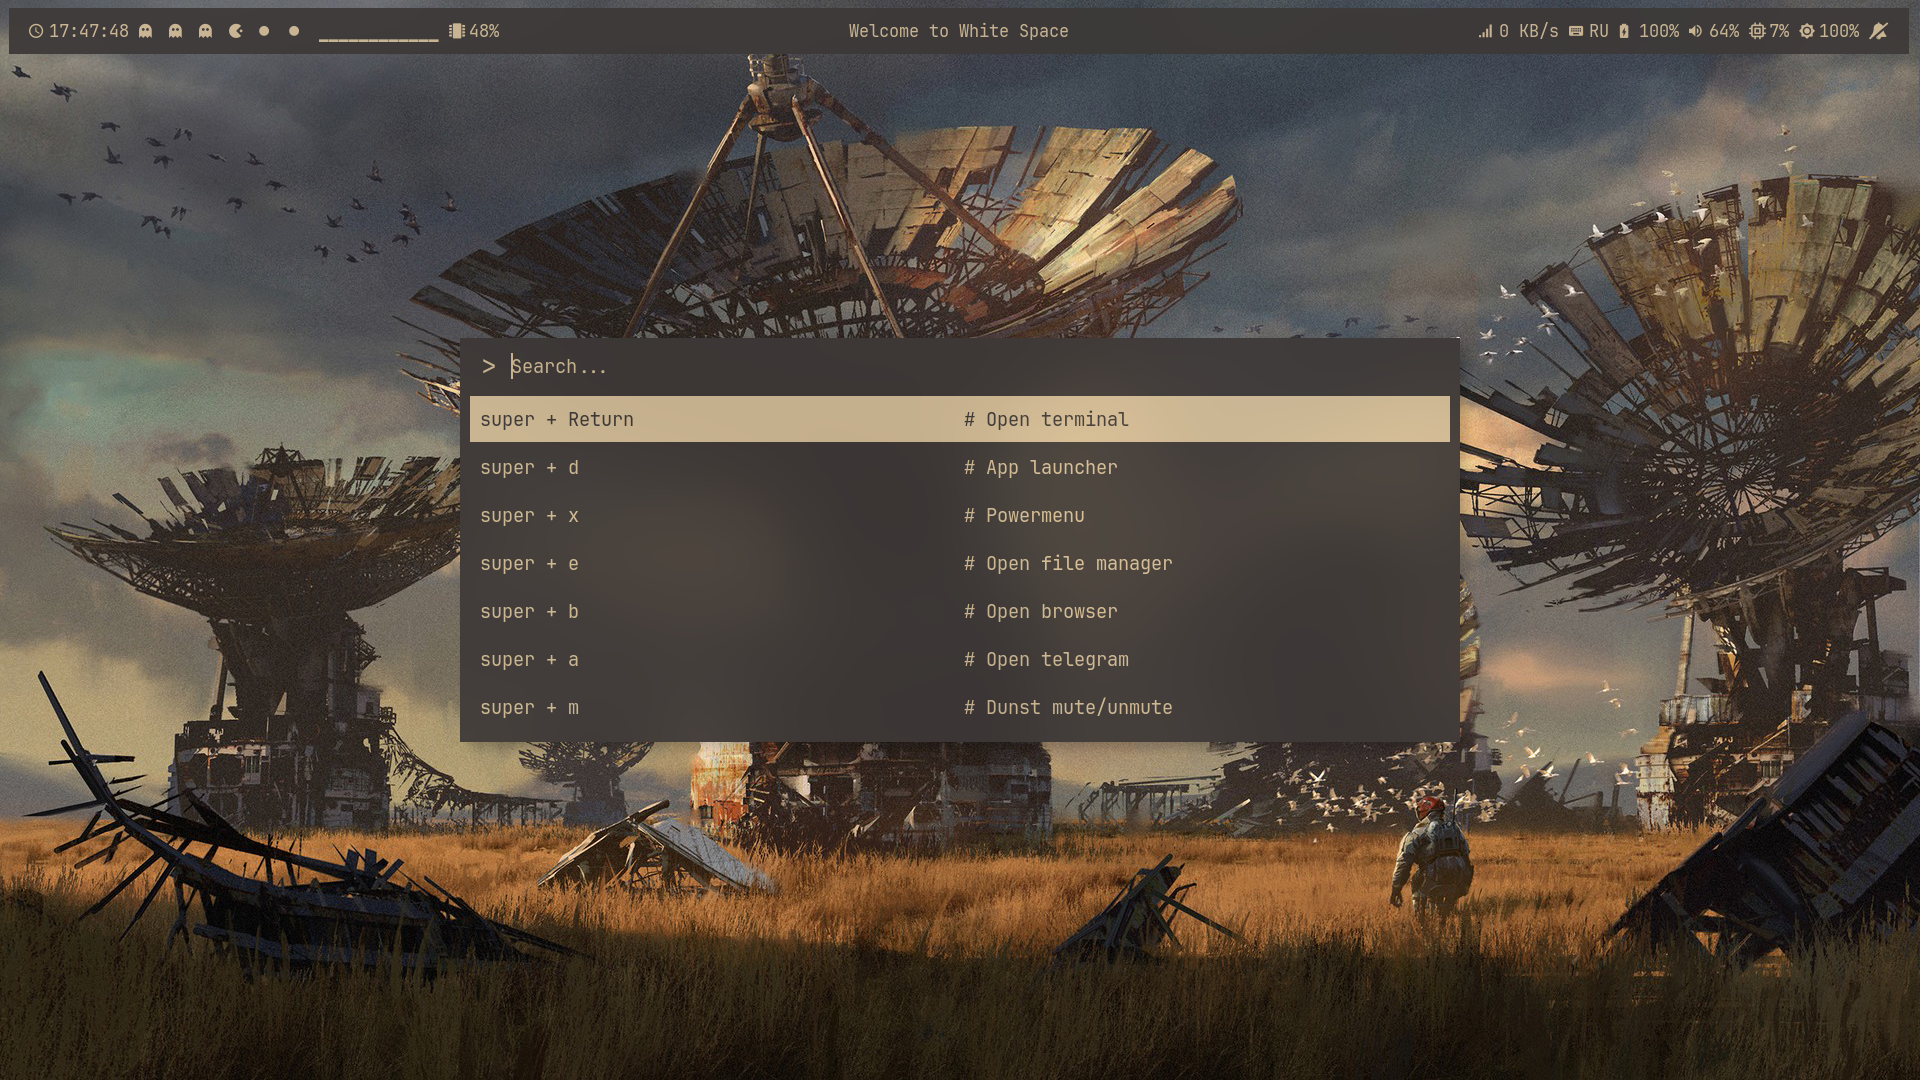 17:47:48 48% Welcome to White Space 0 KB/s RU 100% 64% 7% 100%
> Search...
super + Return # Open terminal
super + d # App launcher
super + x # Powermenu
super + e # Open file manager
super + b # Open browser
super + a # Open telegram
super + m # Dunst mute/unmute